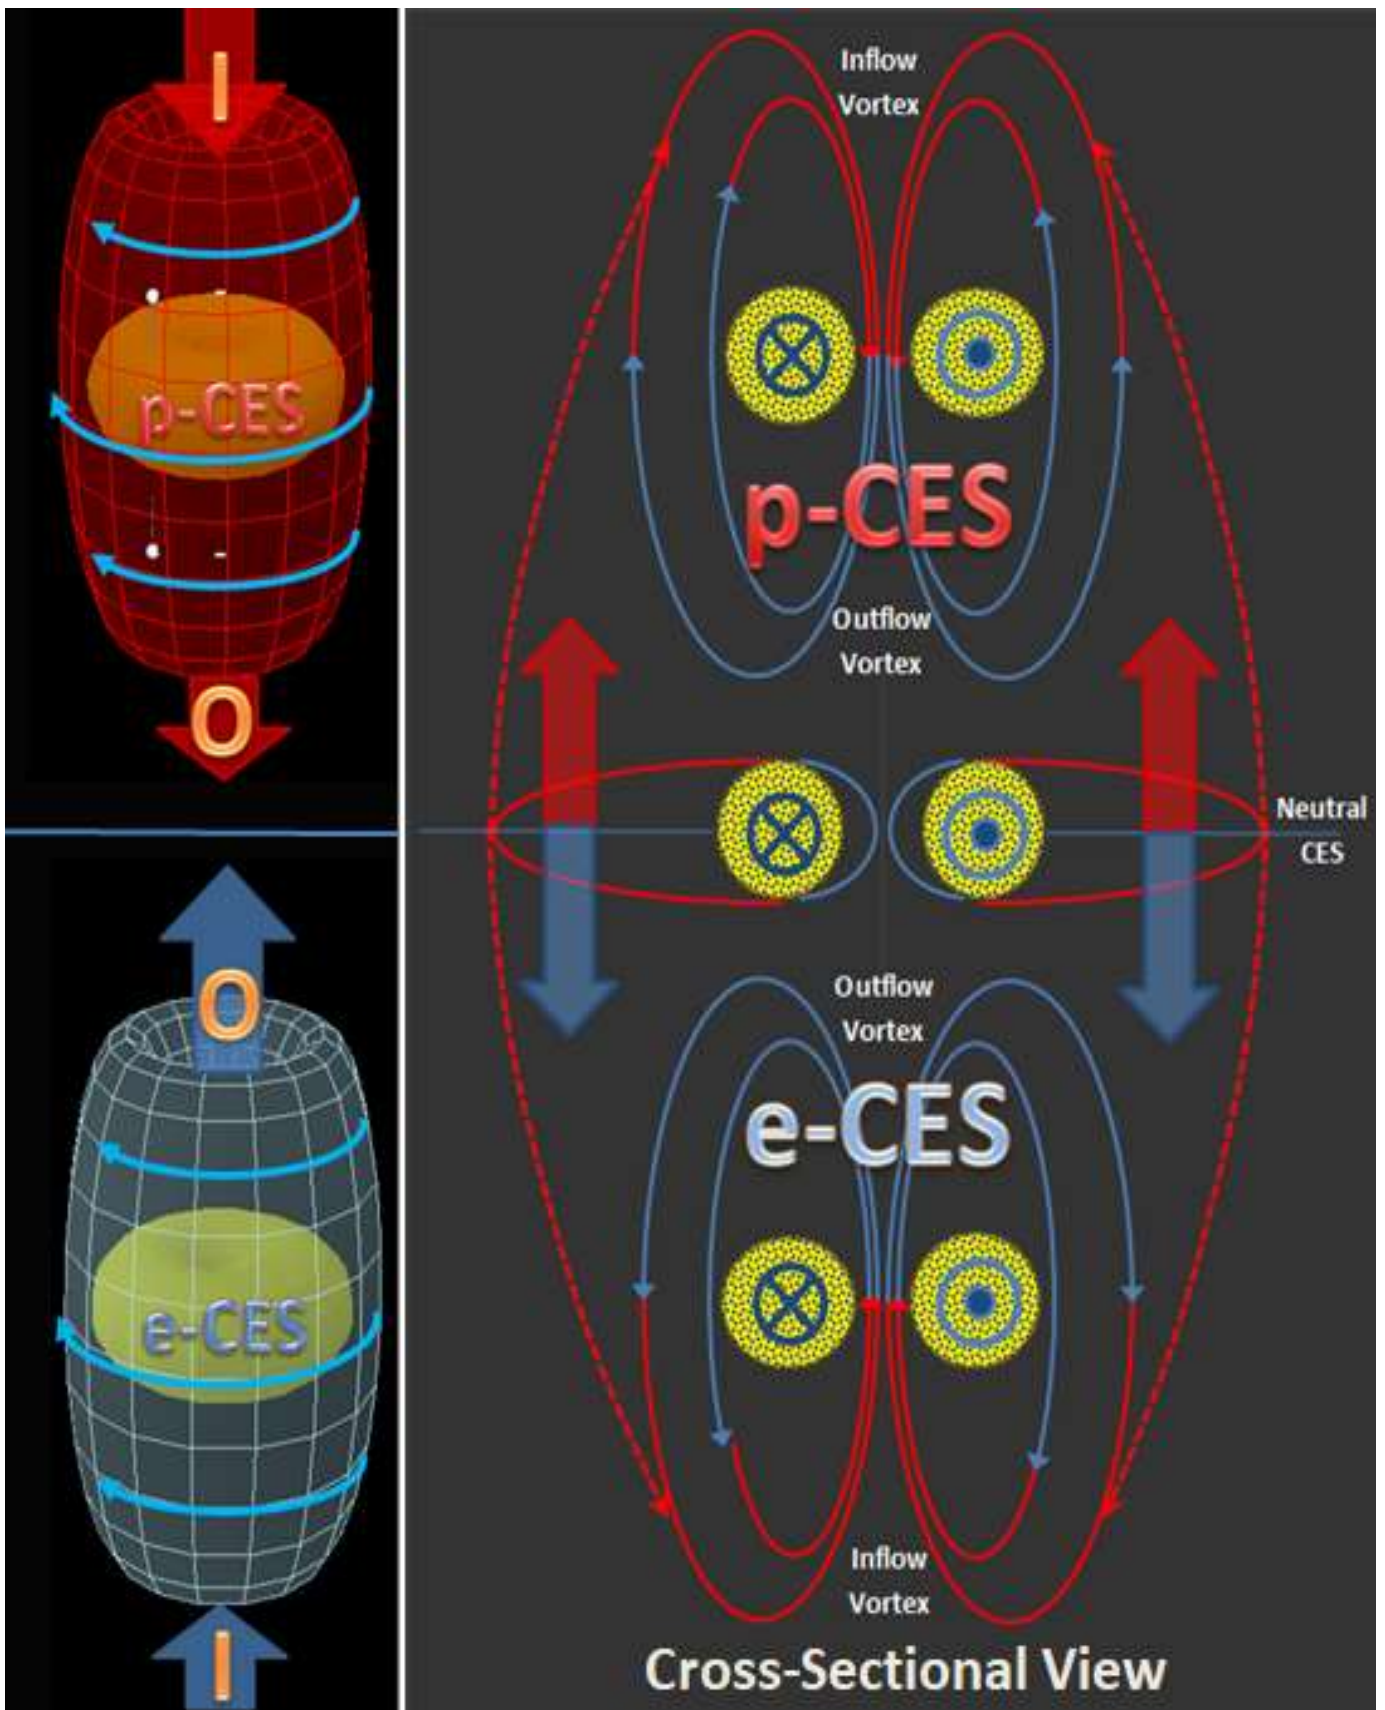 I
p-CES
O
O
e-CES
I
Inflow
Vortex
p-CES
Outflow
Vortex
Neutral
CES
Outflow
Vortex
e-CES
Inflow
Vortex
Cross-Sectional View